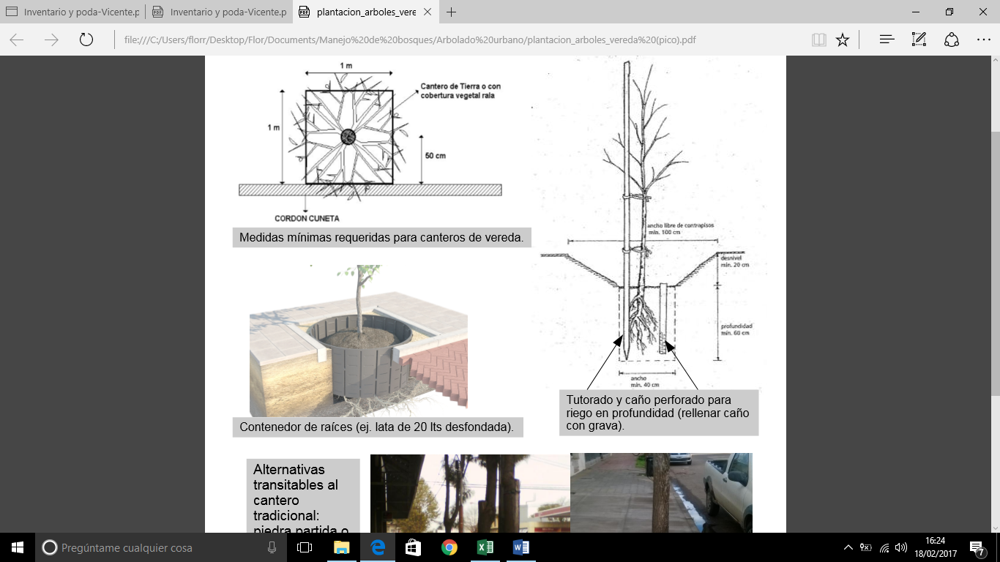 Inventario y poda-Vicente.p
Inventario y poda-Vicente.p
plantacion_arboles_vere
file:///C:/Users/florr/Desktop/Flor/Documents/Manejo%20de%20bosques/Arbolado%20urbano/plantacion_arboles_vereda%20(pico).pdf
1 m
Cantero de Tierra o con
cobertura vegetal rala
1 m
50 cm
CORDON CUNETA
Medidas mínimas requeridas para canteros de vereda.
ancho libre de contrapisos
mín. 100 cm
desnivel
mín. 20 cm
profundidad
mín. 60 cm
ancho
mín. 40 cm
Tutorado y caño perforado para
riego en profundidad (rellenar caño
con grava).
Contenedor de raíces (ej. lata de 20 lts desfondada).
Alternativas
transitables al
cantero
tradicional:
piedra partida o
Pregúntame cualquier cosa
16:24
18/02/2017
7